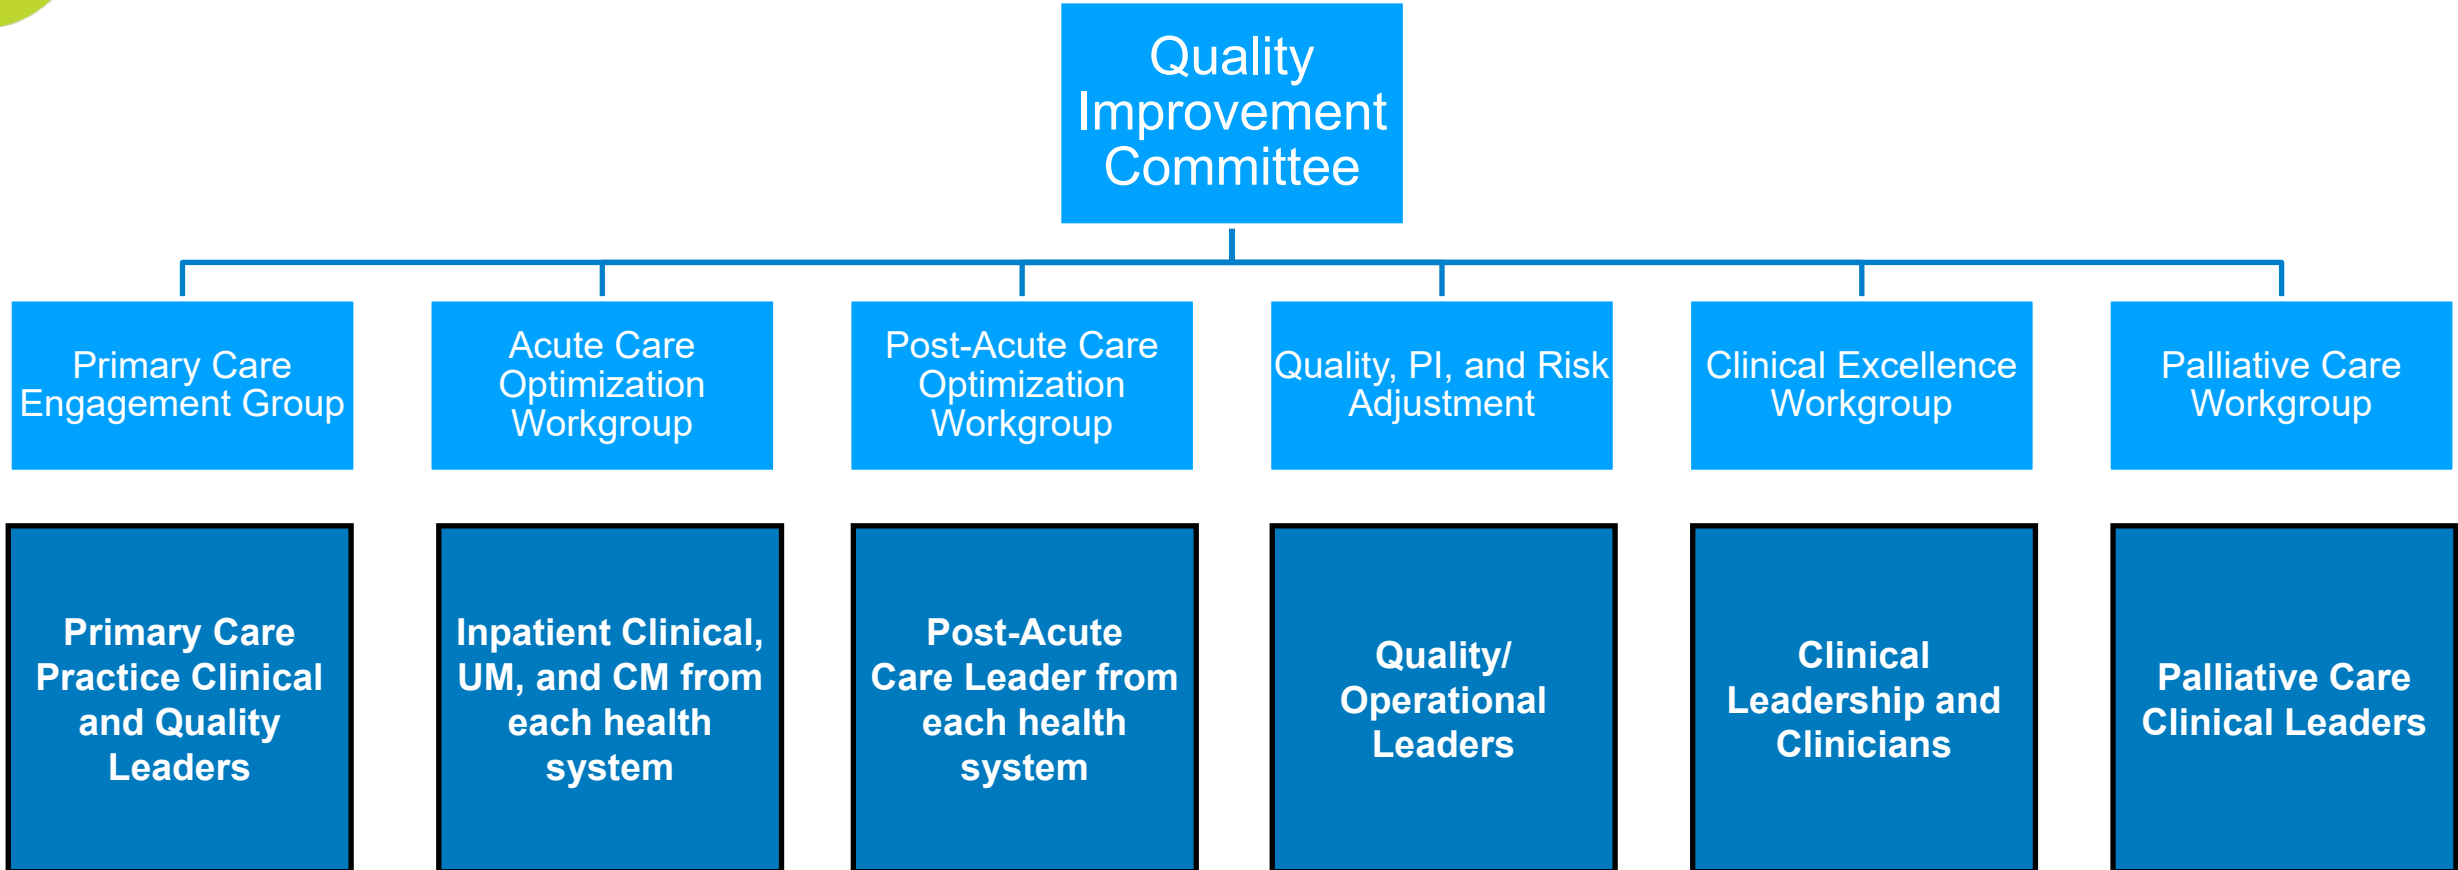 Quality
Improvement
Committee
Primary Care
Engagement Group
Acute Care
Optimization
Workgroup
Post-Acute Care
Optimization
Workgroup
Quality, PI, and Risk
Adjustment
Clinical Excellence
Workgroup
Palliative Care
Workgroup
Primary Care
Practice Clinical
and Quality
Leaders
Inpatient Clinical,
UM, and CM from
each health
system
Post-Acute
Care Leader from
each health
system
Quality/
Operational
Leaders
Clinical
Leadership and
Clinicians
Palliative Care
Clinical Leaders